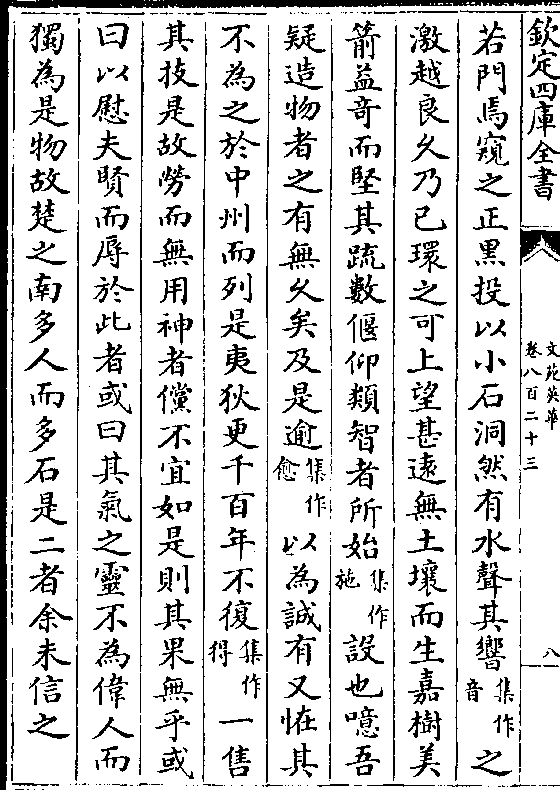 欽定四庫全書
文苑英華
卷八百二十三
八
若門焉窺之正黒投以小石洞然有水聲其響集作音之
激越良乆乃已環之可上望甚逺無土壤而生嘉樹美
箭益竒而堅其疏數偃仰類智者所始集作施設也噫吾
疑造物者之有無乆矣及是逾集作愈以為誠有又恠其
不為之於中州而列是夷狄更千百年不復集作得一售
其技是故勞而無用神者儻不宜如是則其果無乎或
曰以慰夫賢而辱於此者或曰其氣之靈不為偉人而
獨為是物故楚之南多人而多石是二者余未信之